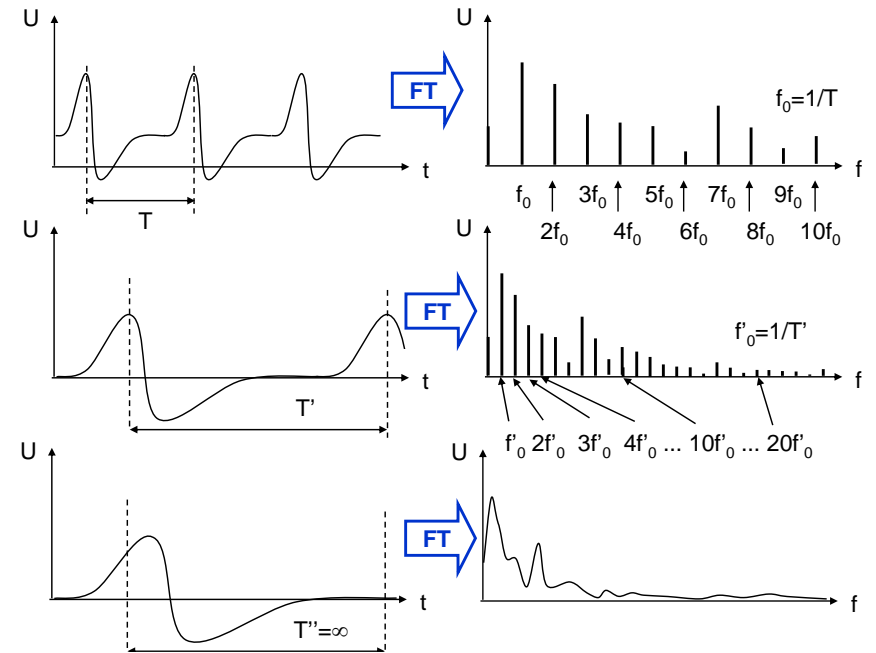 U
t
T
FT
U
f₀=1/T
f
f₀ 3f₀ 5f₀ 7f₀ 9f₀
2f₀ 4f₀ 6f₀ 8f₀ 10f₀
U
t
T'
FT
U
f'₀=1/T'
f
f'₀ 2f'₀ 3f'₀ 4f'₀ ... 10f'₀ ... 20f'₀
U
t
T''=∞
FT
U
f